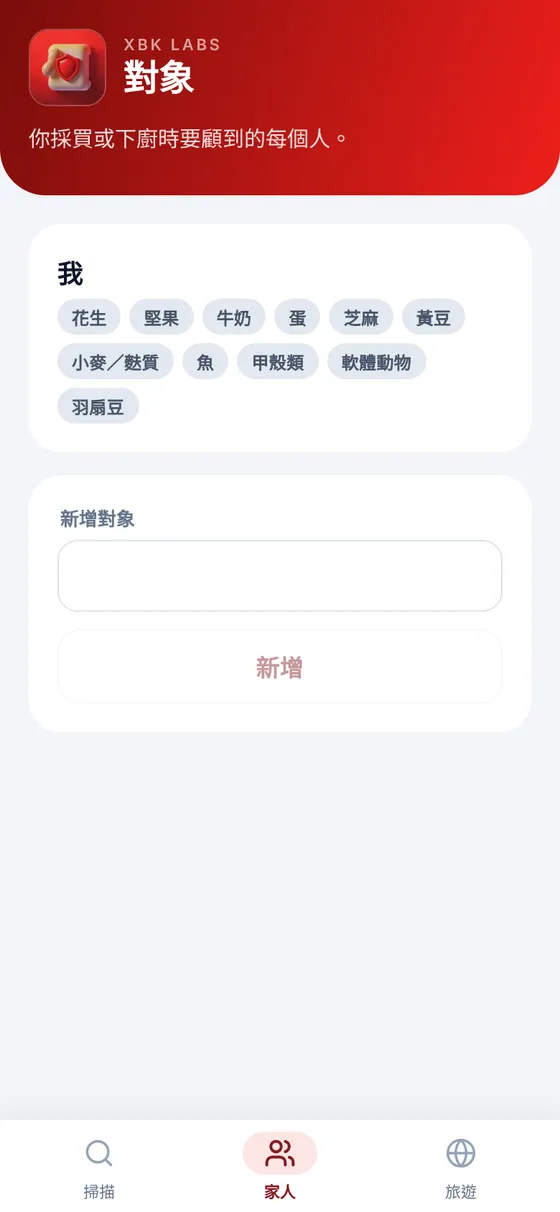 XBK LABS
對象
你採買或下廚時要顧到的每個人。
我
花生 堅果 牛奶 蛋 芝麻 黃豆
小麥／麩質 魚 甲殼類 軟體動物
羽扇豆
新增對象
新增
掃描 家人 旅遊